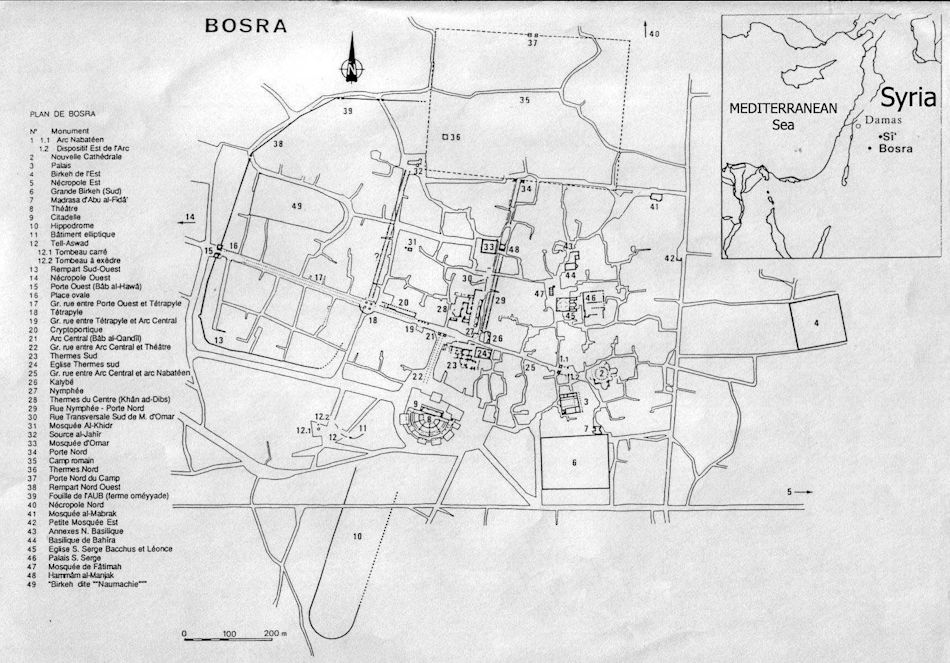 BOSRA
N
PLAN DE BOSRA
N° Monument
1 1.1 Arc Nabatéen
1.2 Dispositif Est de l'Arc
2 Nouvelle Cathédrale
3 Palais
4 Birkeh de l'Est
5 Nécropole Est
6 Grande Birkeh (Sud)
7 Madrasa d'Abu al-Fidâ'
8 Théâtre
9 Citadelle
10 Hippodrome
11 Bâtiment elliptique
12 Tell-Aswad
12.1 Tombeau carré
12.2 Tombeau à exèdre
13 Rempart Sud-Ouest
14 Nécropole Ouest
15 Porte Ouest (Bâb al-Hawâ)
16 Place ovale
17 Gr. rue entre Porte Ouest et Tétrapyle
18 Tétrapyle
19 Gr. rue entre Tétrapyle et Arc Central
20 Cryptoportique
21 Arc Central (Bâb al-Qandîl)
22 Gr. rue entre Arc Central et Théâtre
23 Thermes Sud
24 Eglise Thermes sud
25 Gr. rue entre Arc Central et arc Nabatéen
26 Kalybé
27 Nymphée
28 Thermes du Centre (Khân ad-Dibs)
29 Rue Nymphée - Porte Nord
30 Rue Transversale Sud de M. d'Omar
31 Mosquée Al-Khidr
32 Source al-Jahîr
33 Mosquée d'Omar
34 Porte Nord
35 Camp romain
36 Thermes Nord
37 Porte Nord du Camp
38 Rempart Nord Ouest
39 Fouille de l'AUB (ferme oméyyade)
40 Nécropole Nord
41 Mosquée al-Mabrak
42 Petite Mosquée Est
43 Annexes N. Basilique
44 Basilique de Bahira
45 Eglise S. Serge Bacchus et Léonce
46 Palais S. Serge
47 Mosquée de Fâtimah
48 Hammâm al-Manjak
49 "Birkeh dite ""Naumachie"""
MEDITERRANEAN
Sea
Syria
Damas
Sî'
Bosra
37
40
39
35
38
36
32
34
41
49
14
31
33
48
43
15
16
42
44
?
17
30
47
46
20
28
29
45
4
18
19
27
21
26
13
24
1.1
23
25
2
22
9
3
8
12.2
12.1
12
11
7
6
5
10
0 100 200 m